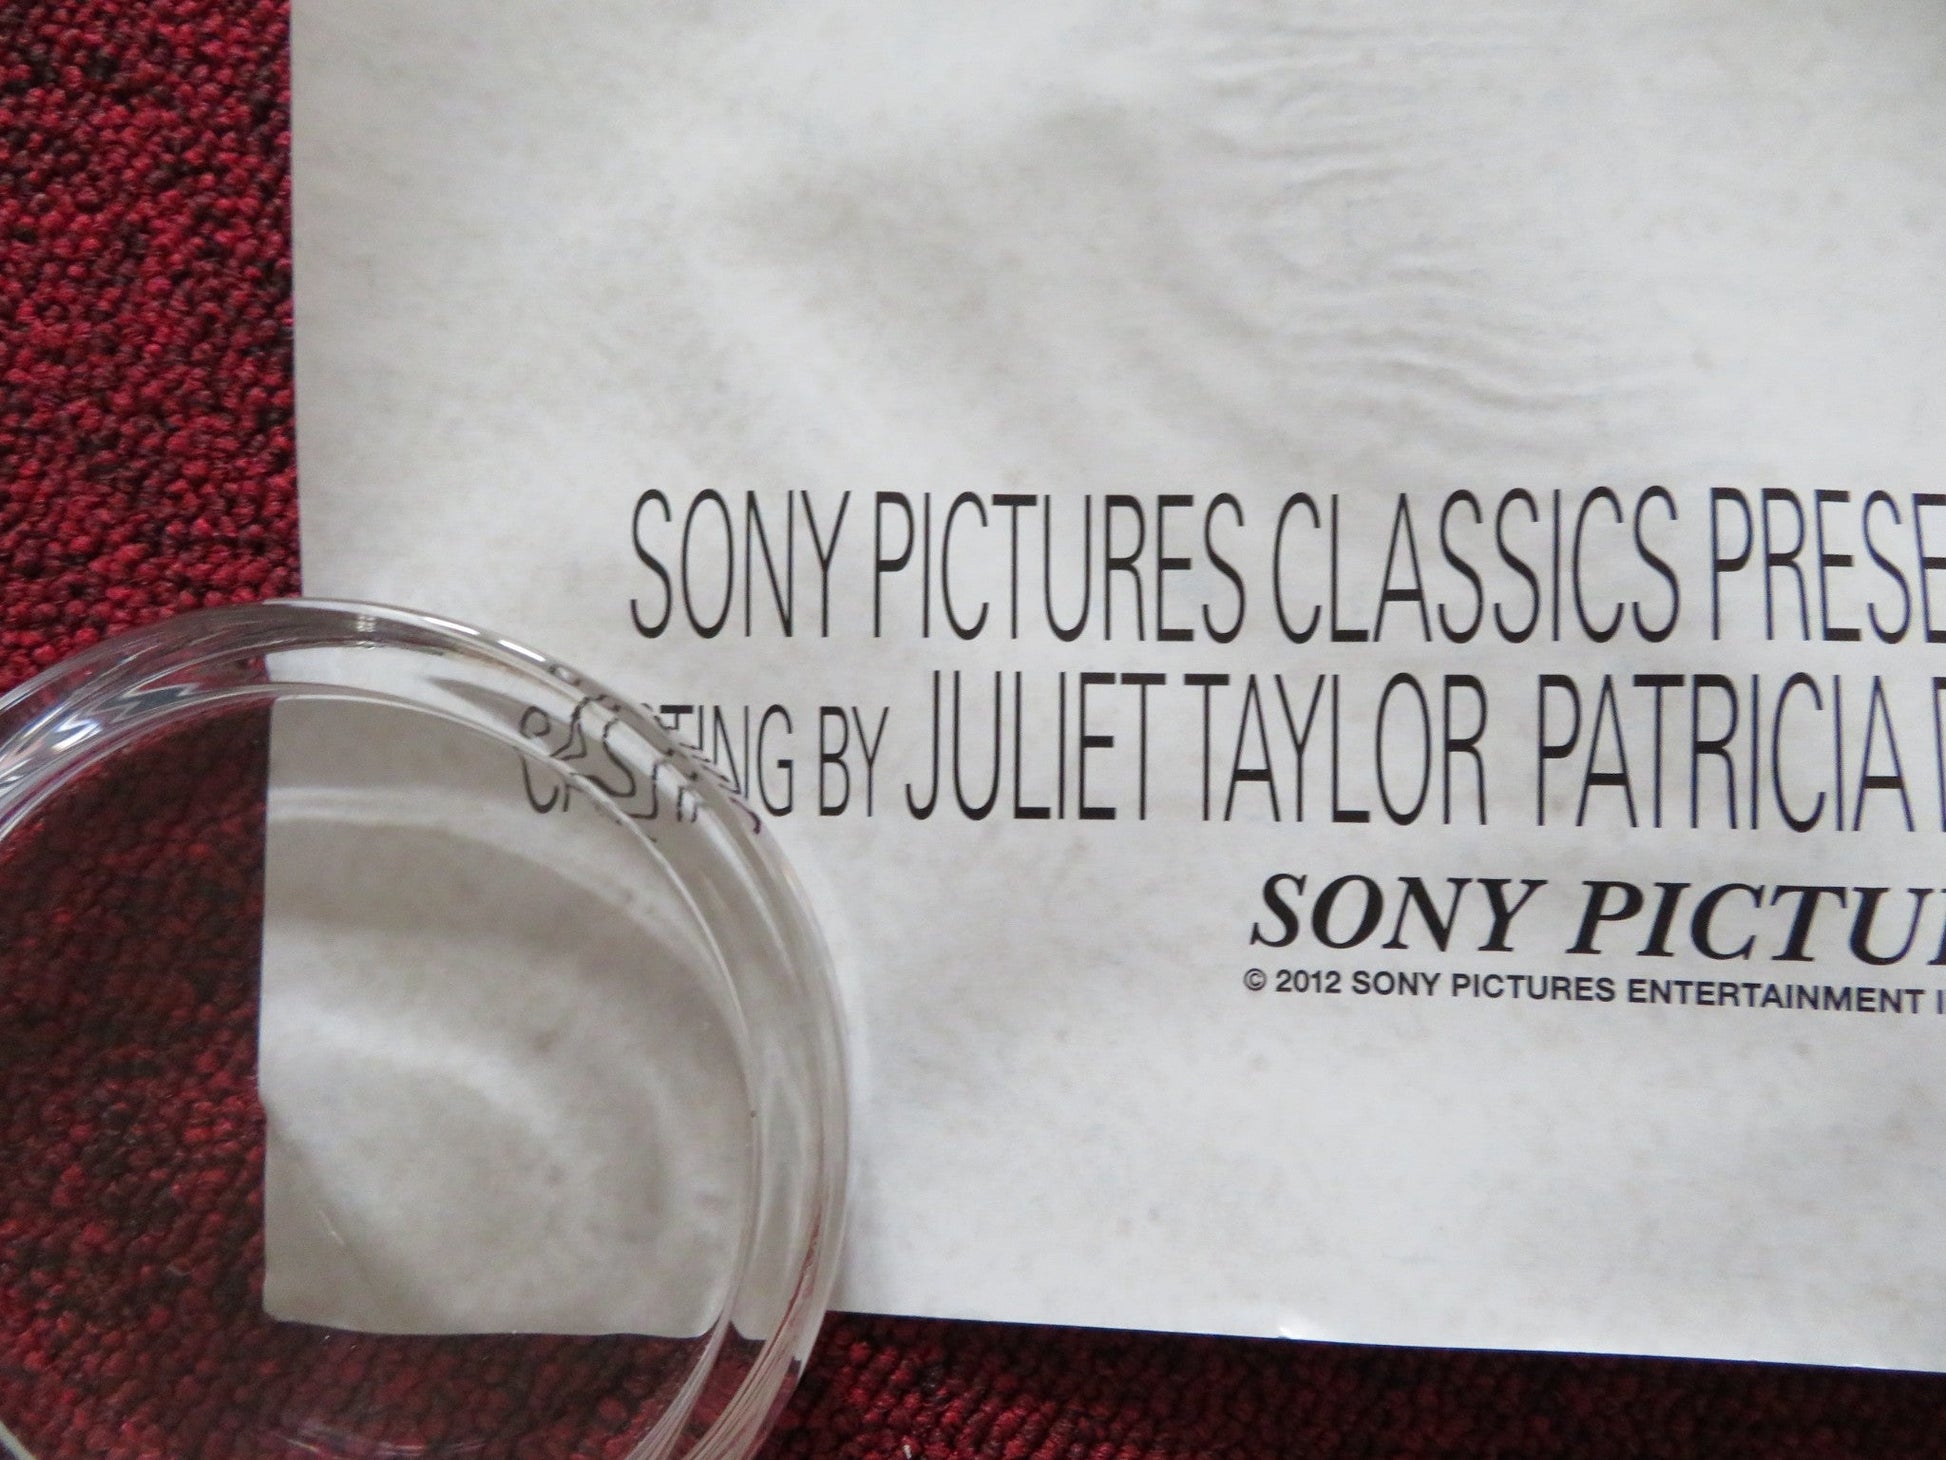 SONY PICTURES CLASSICS PRESE
CASTING BY JULIET TAYLOR PATRICIA
SONY PICTU
© 2012 SONY PICTURES ENTERTAINMENT